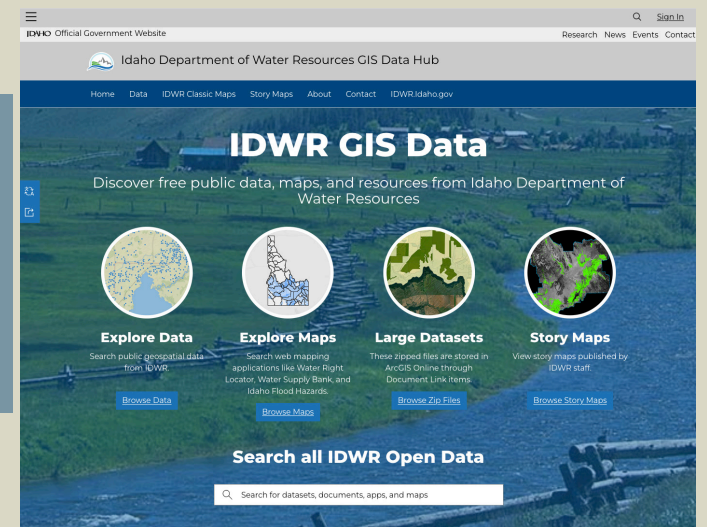 Sign In
IDAHO Official Government Website
Research News Events Contact
Idaho Department of Water Resources GIS Data Hub
Home Data IDWR Classic Maps Story Maps About Contact IDWR.Idaho.gov
IDWR GIS Data
Discover free public data, maps, and resources from Idaho Department of
Water Resources
Explore Data
Search public geospatial data
from IDWR.
Browse Data
Explore Maps
Search web mapping
applications like Water Right
Locator, Water Supply Bank, and
Idaho Flood Hazards.
Browse Maps
Large Datasets
These zipped files are stored in
ArcGIS Online through
Document Link items.
Browse Zip Files
Story Maps
View story maps published by
IDWR staff.
Browse Story Maps
Search all IDWR Open Data
Search for datasets, documents, apps, and maps